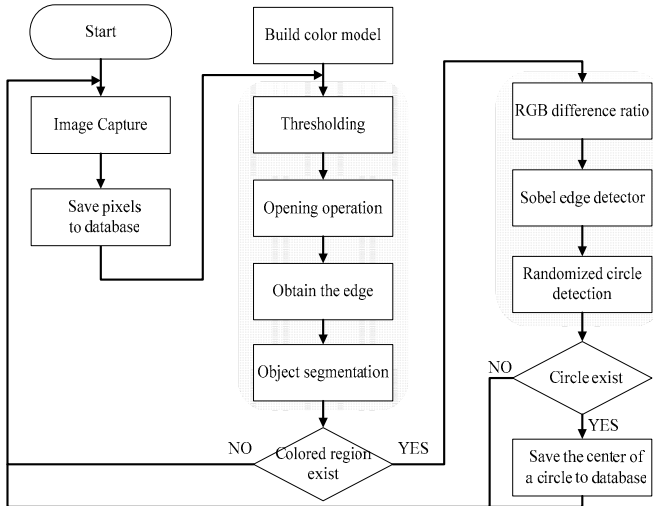 Start
Image Capture
Save pixels
to database
Build color model
Thresholding
Opening operation
Obtain the edge
Object segmentation
Colored region
exist
NO
YES
RGB difference ratio
Sobel edge detector
Randomized circle
detection
Circle exist
NO
YES
Save the center of
a circle to database